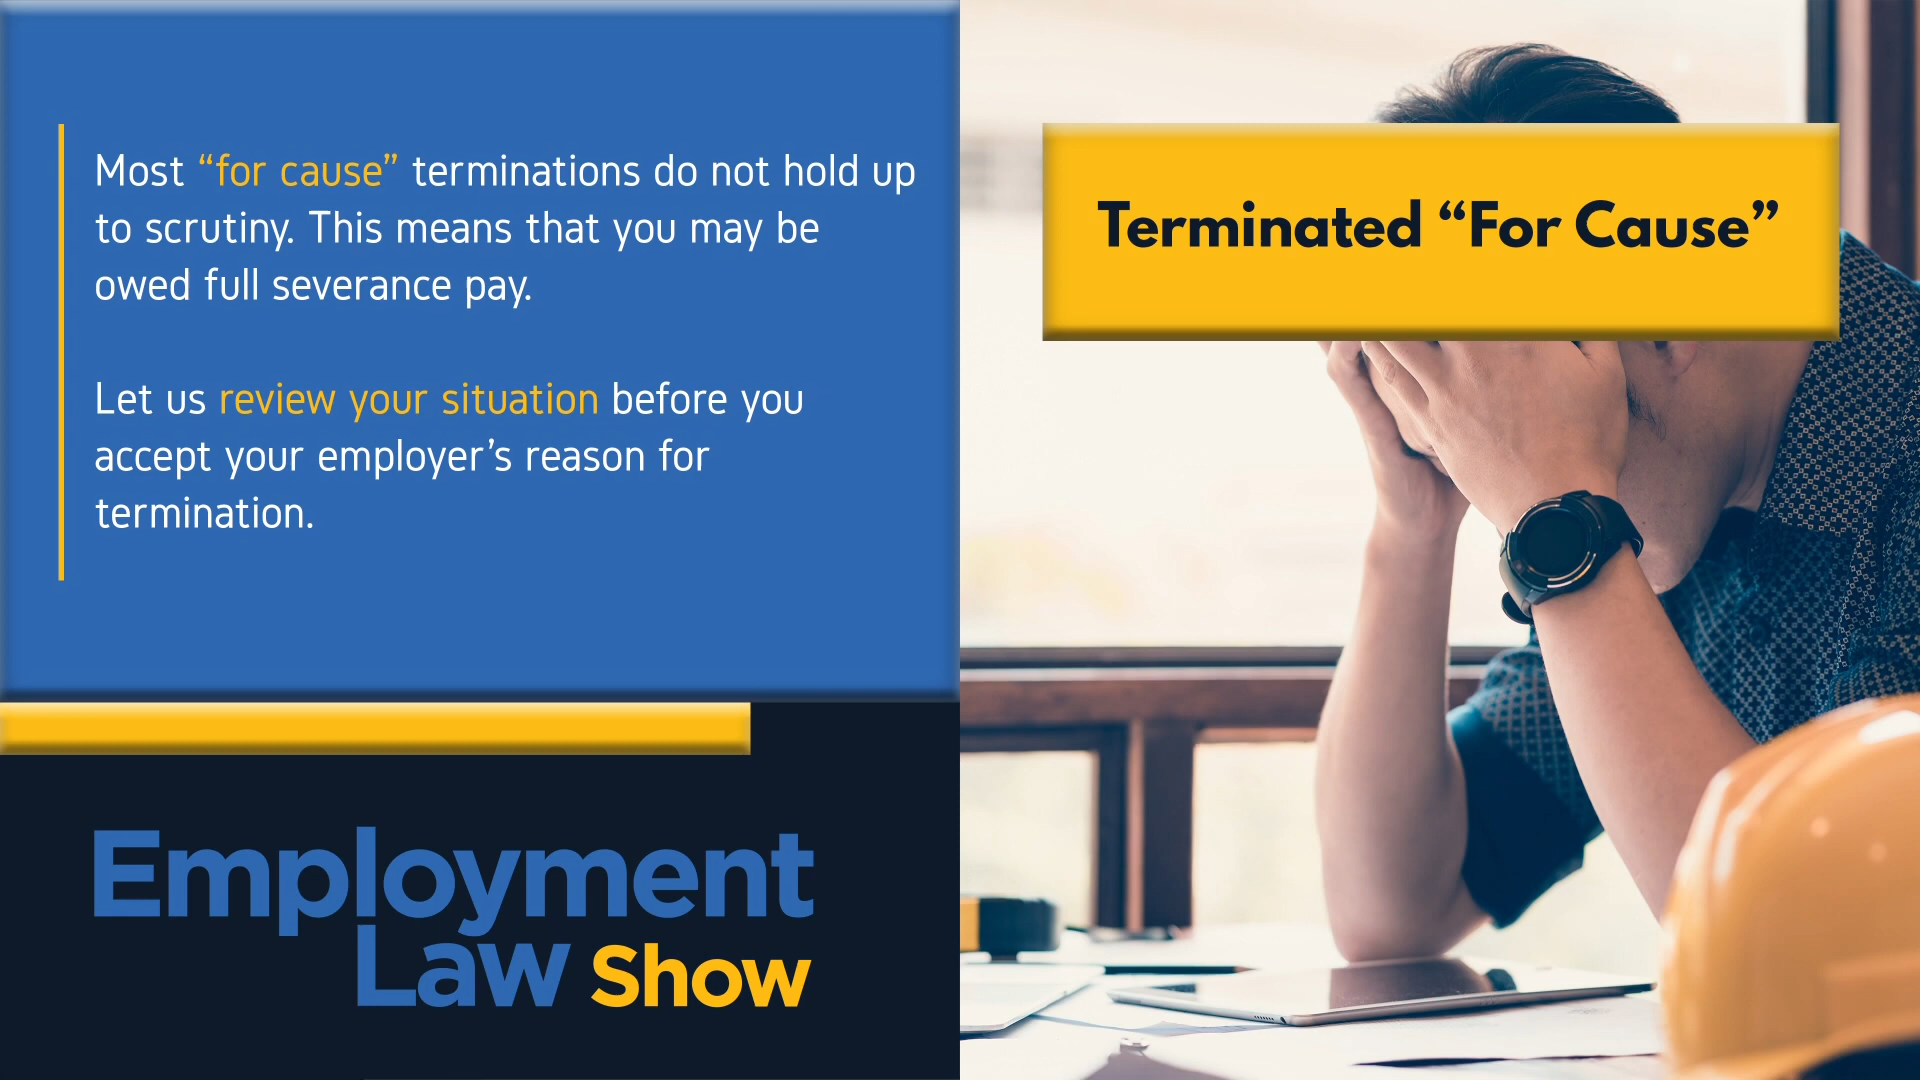 Most “for cause” terminations do not hold up
to scrutiny. This means that you may be
owed full severance pay.
Let us review your situation before you
accept your employer’s reason for
termination.
Employment
Law Show
Terminated “For Cause”